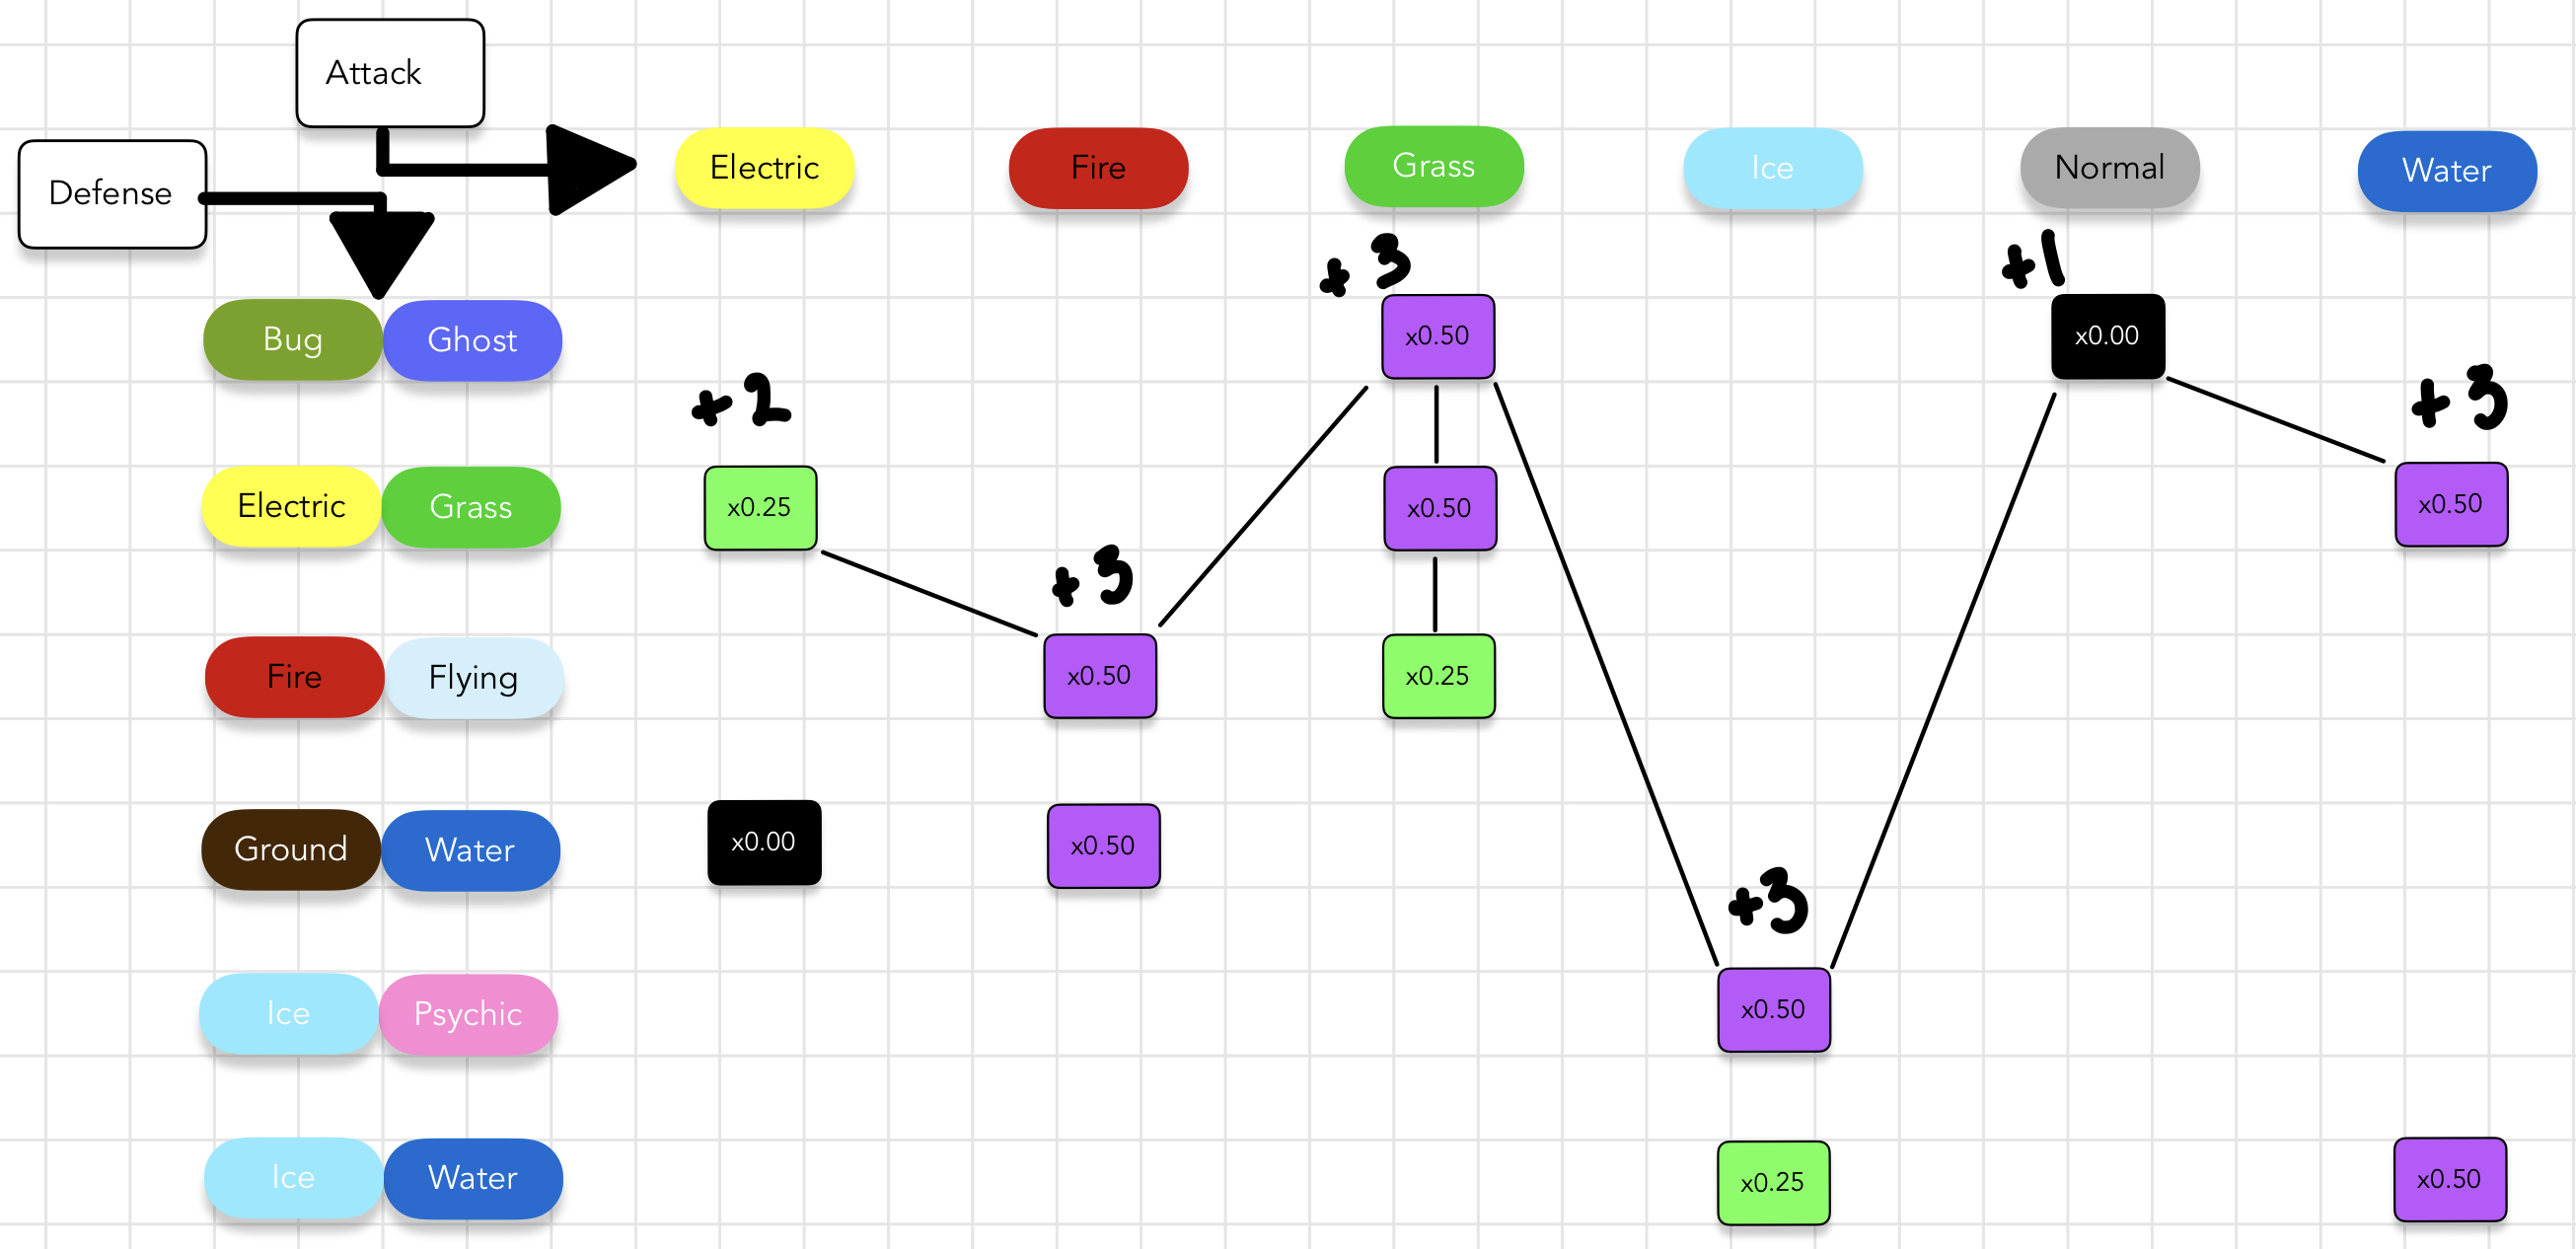 Attack
Defense
Electric Fire Grass Ice Normal Water
+3 +1
Bug Ghost x0.50 x0.00
+2 +3
Electric Grass x0.25 x0.50 x0.50
+3
Fire Flying x0.50 x0.25
Ground Water x0.00 x0.50
+3
Ice Psychic x0.50
Ice Water x0.25 x0.50